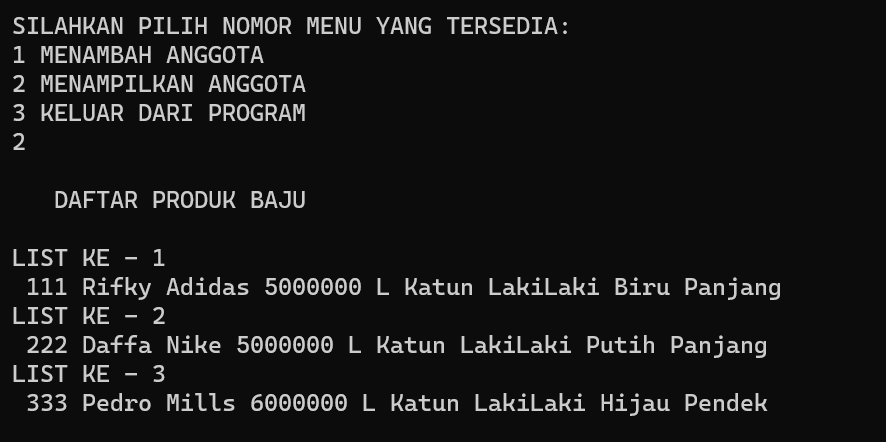 SILAHKAN PILIH NOMOR MENU YANG TERSEDIA:
1 MENAMBAH ANGGOTA
2 MENAMPILKAN ANGGOTA
3 KELUAR DARI PROGRAM
2
DAFTAR PRODUK BAJU
LIST KE - 1
111 Rifky Adidas 5000000 L Katun LakiLaki Biru Panjang
LIST KE - 2
222 Daffa Nike 5000000 L Katun LakiLaki Putih Panjang
LIST KE - 3
333 Pedro Mills 6000000 L Katun LakiLaki Hijau Pendek